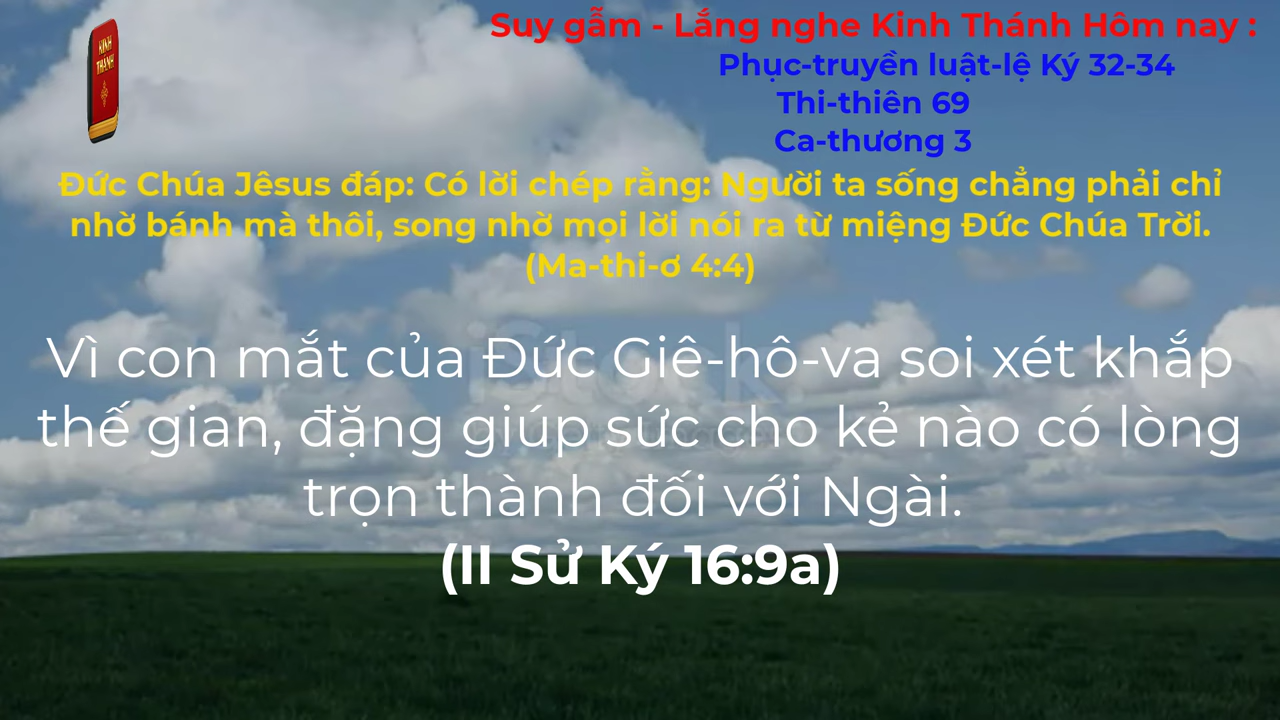 Suy gẫm - Lắng nghe Kinh Thánh Hôm nay :
Phục-truyền luật-lệ Ký 32-34
Thi-thiên 69
Ca-thương 3
KINH
THÁNH
Đức Chúa Jêsus đáp: Có lời chép rằng: Người ta sống chẳng phải chỉ
nhờ bánh mà thôi, song nhờ mọi lời nói ra từ miệng Đức Chúa Trời.
(Ma-thi-ơ 4:4)
iStock
Vì con mắt của Đức Giê-hô-va soi xét khắp
thế gian, đặng giúp sức cho kẻ nào có lòng
trọn thành đối với Ngài.
(II Sử Ký 16:9a)